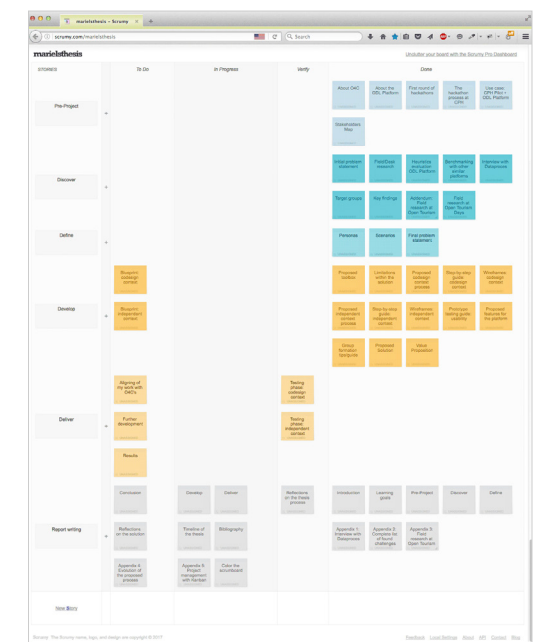 marielsthesis - Scrumy
scrumy.com/marielsthesis
Search
marielsthesis
Unclutter your board with the Scrumy Pro Dashboard
STORIES
To Do
In Progress
Verify
Done
Pre-Project
About DAC
About the ODL Platform
First round of hackathons
The hackathon process at CPH
Use case: CPH Pilot - ODL Platform
Stakeholders Map
Discover
Initial problem statement
Field/Desk research
Heuristics evaluation ODL Platform
Benchmarking with other similar platforms
Interview with Dataproces
Target groups
Key findings
Addendum: Field research at Open Tourism Days
Field research at Open Tourism Days
Define
Personas
Scenarios
Final problem statement
Develop
Blueprint codesign contest
Proposed toolbox
Limitations within the solution
Proposed codesign contest process
Step-by-step guide codesign contest
Wireframes codesign contest
Blueprint independent contest
Proposed independent contest process
Step-by-step guide independent contest
Wireframes independent contest
Prototype testing guide usability
Proposed features for the platform
Group formation
Proposed Solution
Value Proposition
Deliver
Aligning of my work with DAC's
Testing phase codesign contest
Further development
Testing phase independent contest
Results
Report writing
Conclusion
Develop
Deliver
Reflections on the thesis process
Introduction
Learning goals
Pre-Project
Discover
Define
Reflections on the solution
Timeline of the thesis
Bibliography
Appendix 1: Interview with Dataproces
Appendix 2: Complete list of found challenges
Appendix 3: Field research at Open Tourism
Appendix 4: Evolution of the proposed process
Appendix 5: Project management with Kanban
Color the scrumboard
New Story
Scrumy The Scrumy name, logo, and design are copyright © 2017
Feedback Legal Settings About API Contact Blog